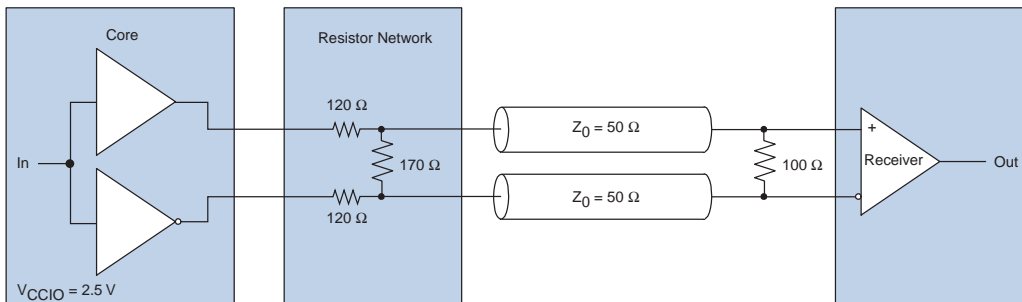 Core
Resistor Network
120 Ω
Z0 = 50 Ω
+
In
170 Ω
100 Ω
Receiver
Out
120 Ω
Z0 = 50 Ω
VCCIO = 2.5 V